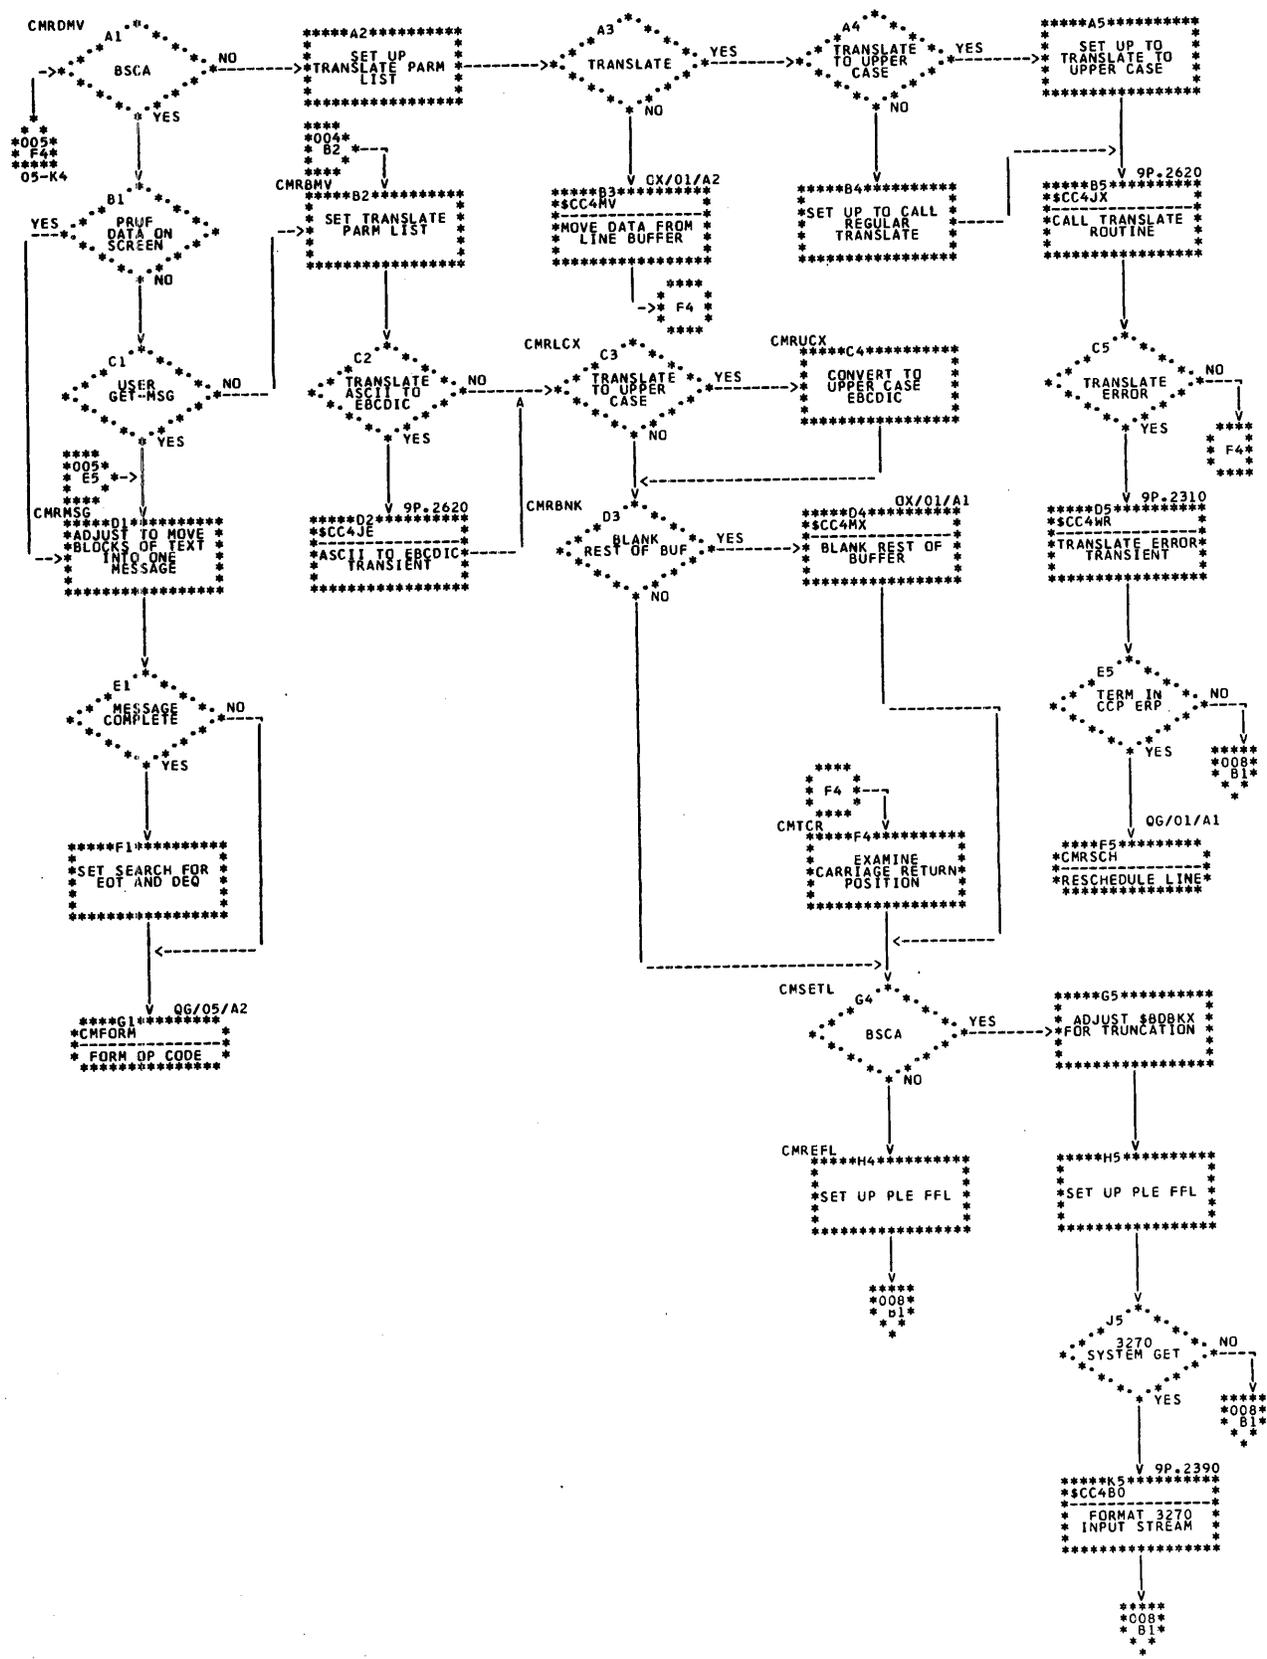 CMRDMV
A1
BSCA
NO
YES
005
F4
05-K4
A2
SET UP
TRANSLATE PARM
LIST
A3
TRANSLATE
YES
NO
A4
TRANSLATE
TO UPPER
CASE
YES
NO
A5
SET UP TO
TRANSLATE TO
UPPER CASE
B1
PRUF
DATA ON
SCREEN
YES
NO
004
B2
CMRBMV
B2
SET TRANSLATE
PARM LIST
OX/01/A2
B3
$CC4MV
MOVE DATA FROM
LINE BUFFER
F4
B4
SET UP TO CALL
REGULAR
TRANSLATE
9P.2620
B5
$CC4JX
CALL TRANSLATE
ROUTINE
C1
USER
GET-MSG
NO
YES
C2
TRANSLATE
ASCII TO
EBCDIC
NO
YES
A
CMRLCX
C3
TRANSLATE
TO UPPER
CASE
YES
NO
CMRUCX
C4
CONVERT TO
UPPER CASE
EBCDIC
C5
TRANSLATE
ERROR
NO
YES
F4
005
E5
CMRMSG
D1
ADJUST TO MOVE
BLOCKS OF TEXT
INTO ONE
MESSAGE
9P.2620
D2
$CC4JE
ASCII TO EBCDIC
TRANSIENT
CMRBNK
D3
BLANK
REST OF BUF
YES
NO
OX/01/A1
D4
$CC4MX
BLANK REST OF
BUFFER
9P.2310
D5
$CC4WR
TRANSLATE ERROR
TRANSIENT
E1
MESSAGE
COMPLETE
NO
YES
E5
TERM IN
CCP ERP
NO
YES
008
B1
F1
SET SEARCH FOR
EOT AND DEQ
F4
CMTCR
F4
EXAMINE
CARRIAGE RETURN
POSITION
QG/01/A1
F5
CMRSCH
RESCHEDULE LINE
QG/05/A2
G1
CMFORM
FORM OP CODE
CMSETL
G4
BSCA
YES
NO
G5
ADJUST $BDBKX
FOR TRUNCATION
CMREFL
H4
SET UP PLE FFL
H5
SET UP PLE FFL
008
B1
J5
3270
SYSTEM GET
NO
YES
008
B1
9P.2390
K5
$CC4BO
FORMAT 3270
INPUT STREAM
008
B1